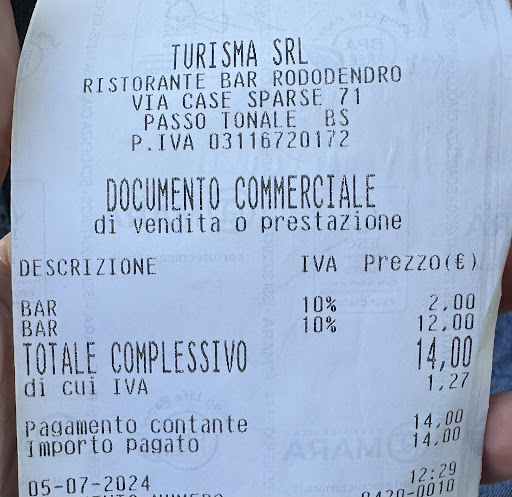 TURISMA SRL
RISTORANTE BAR RODODENDRO
VIA CASE SPARSE 71
PASSO TONALE BS
P.IVA 03116720172
DOCUMENTO COMMERCIALE
di vendita o prestazione
DESCRIZIONE IVA Prezzo(€)
BAR 10% 2,00
BAR 10% 12,00
TOTALE COMPLESSIVO 14,00
di cui IVA 1,27
Pagamento contante 14,00
Importo pagato 14,00
05-07-2024 12:29